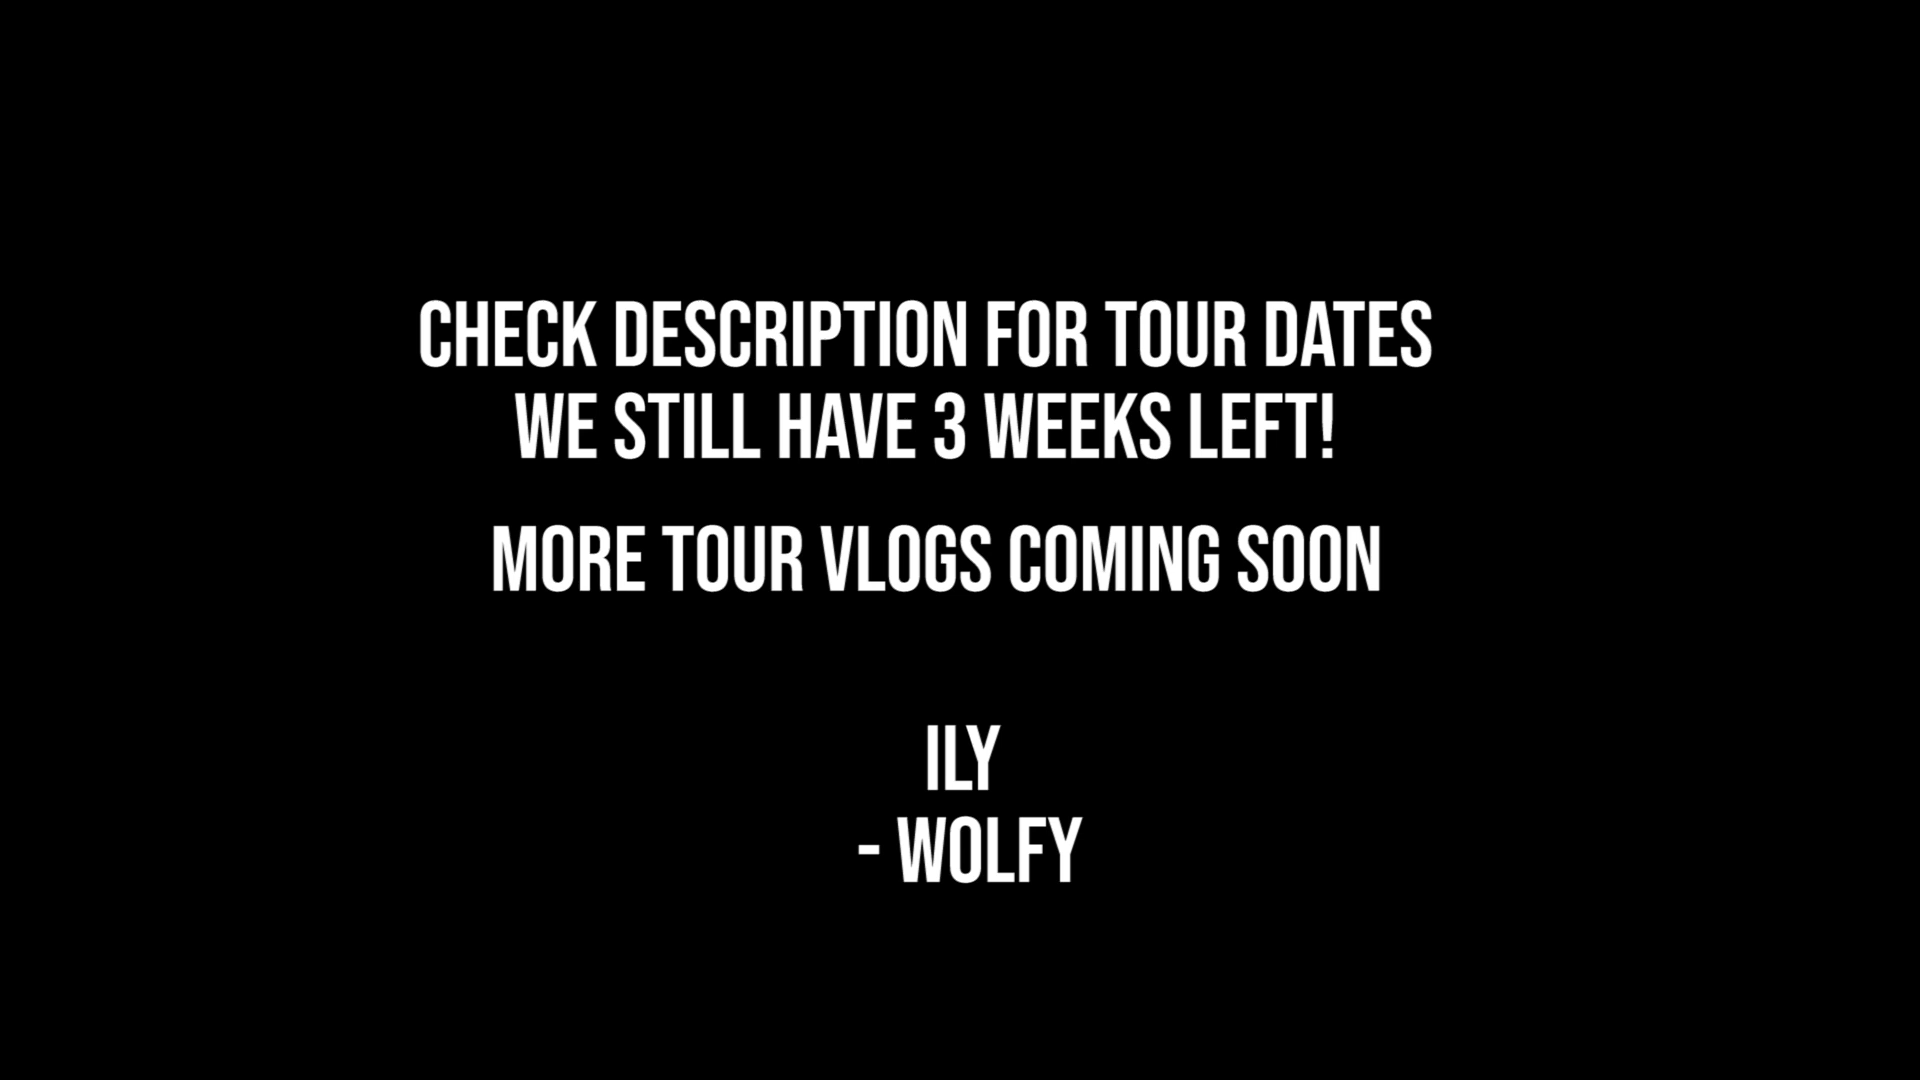 CHECK DESCRIPTION FOR TOUR DATES
WE STILL HAVE 3 WEEKS LEFT!
MORE TOUR VLOGS COMING SOON
ILY
- WOLFY